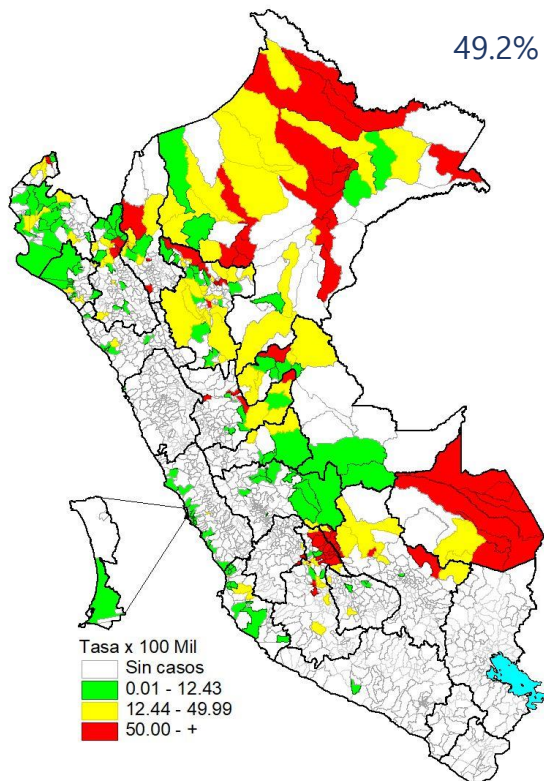 49.2%
Tasa x 100 Mil
Sin casos
0.01 - 12.43
12.44 - 49.99
50.00 - +